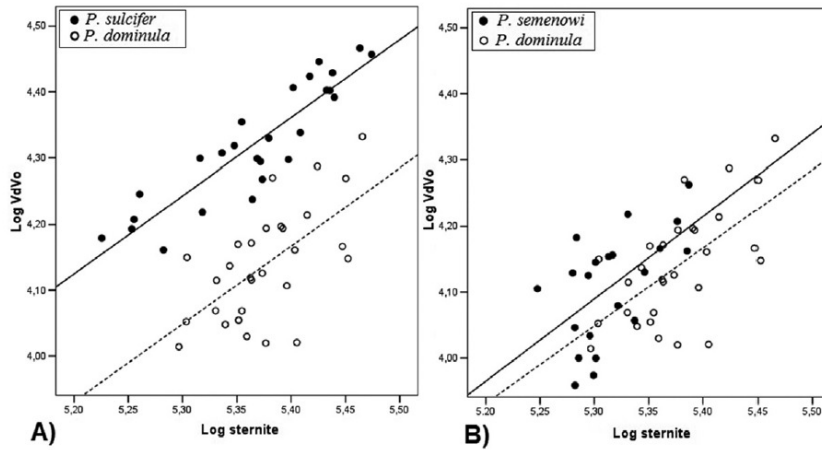 P. sulcifer
P. dominula
4,50
4,40
4,30
4,20
4,10
4,00
Log VdVo
5,20 5,25 5,30 5,35 5,40 5,45 5,50
Log sternite
A)
P. semenowi
P. dominula
4,50
4,40
4,30
4,20
4,10
4,00
Log VdVo
5,20 5,25 5,30 5,35 5,40 5,45 5,50
Log sternite
B)